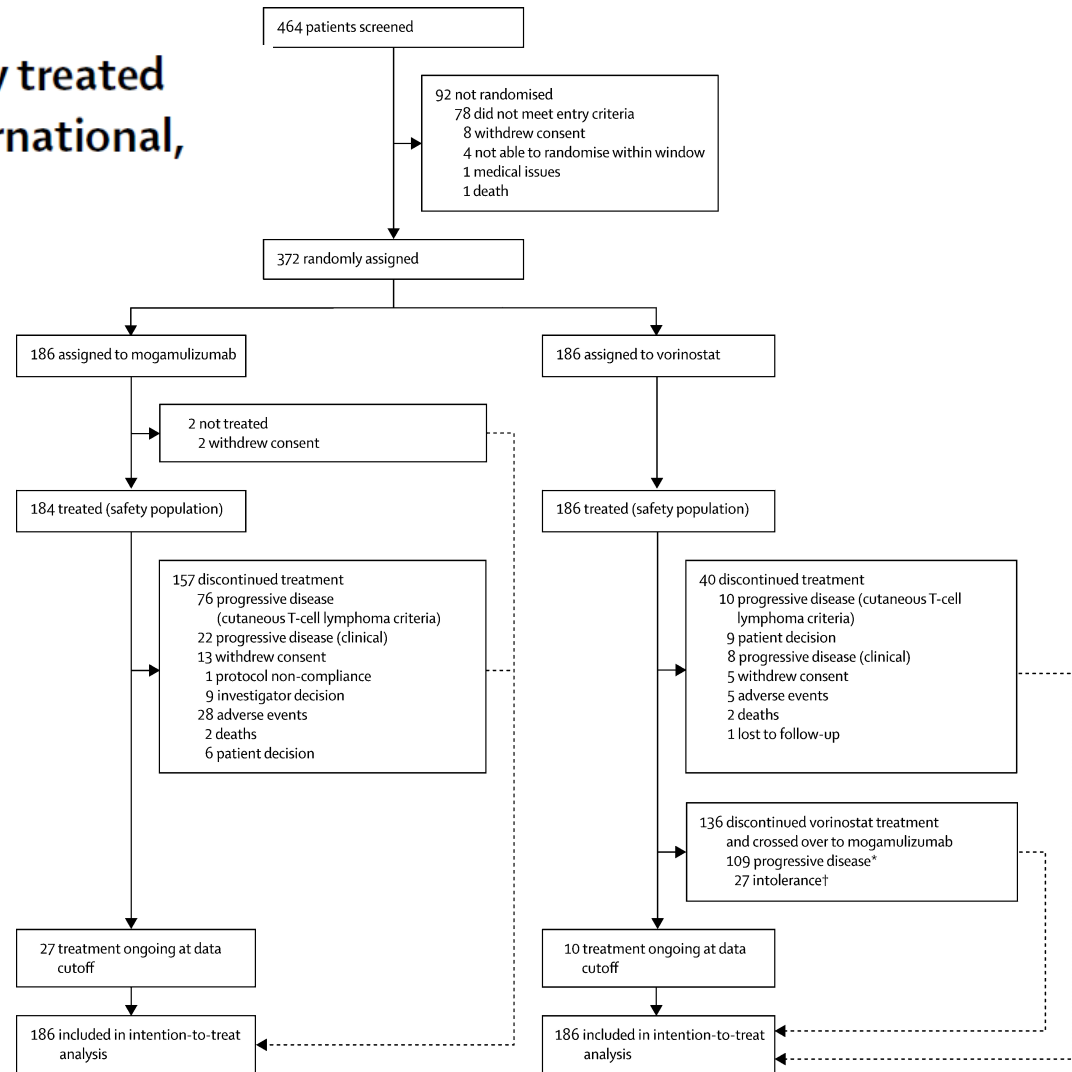 464 patients screened
y treated
rnational,
92 not randomised
78 did not meet entry criteria
8 withdrew consent
4 not able to randomise within window
1 medical issues
1 death
372 randomly assigned
186 assigned to mogamulizumab
186 assigned to vorinostat
2 not treated
2 withdrew consent
184 treated (safety population)
186 treated (safety population)
157 discontinued treatment
76 progressive disease
(cutaneous T-cell lymphoma criteria)
22 progressive disease (clinical)
13 withdrew consent
1 protocol non-compliance
9 investigator decision
28 adverse events
2 deaths
6 patient decision
40 discontinued treatment
10 progressive disease (cutaneous T-cell
lymphoma criteria)
9 patient decision
8 progressive disease (clinical)
5 withdrew consent
5 adverse events
2 deaths
1 lost to follow-up
136 discontinued vorinostat treatment
and crossed over to mogamulizumab
109 progressive disease*
27 intolerance†
27 treatment ongoing at data
cutoff
10 treatment ongoing at data
cutoff
186 included in intention-to-treat
analysis
186 included in intention-to-treat
analysis